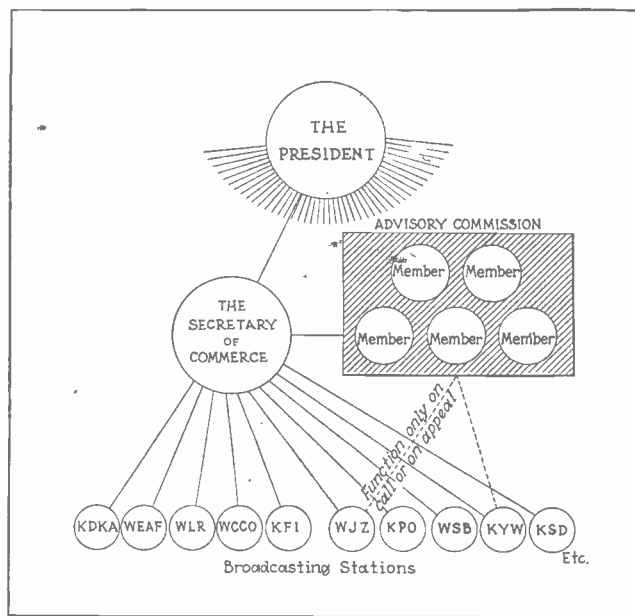 THE
PRESIDENT
ADVISORY COMMISSION
Member
Member
Member
Member
Member
THE
SECRETARY
OF
COMMERCE
Function only on
call or on appeal
KDKA
WEAF
WLR
WCCO
KFI
WJZ
KPO
WSB
KYW
KSD
Etc.
Broadcasting Stations